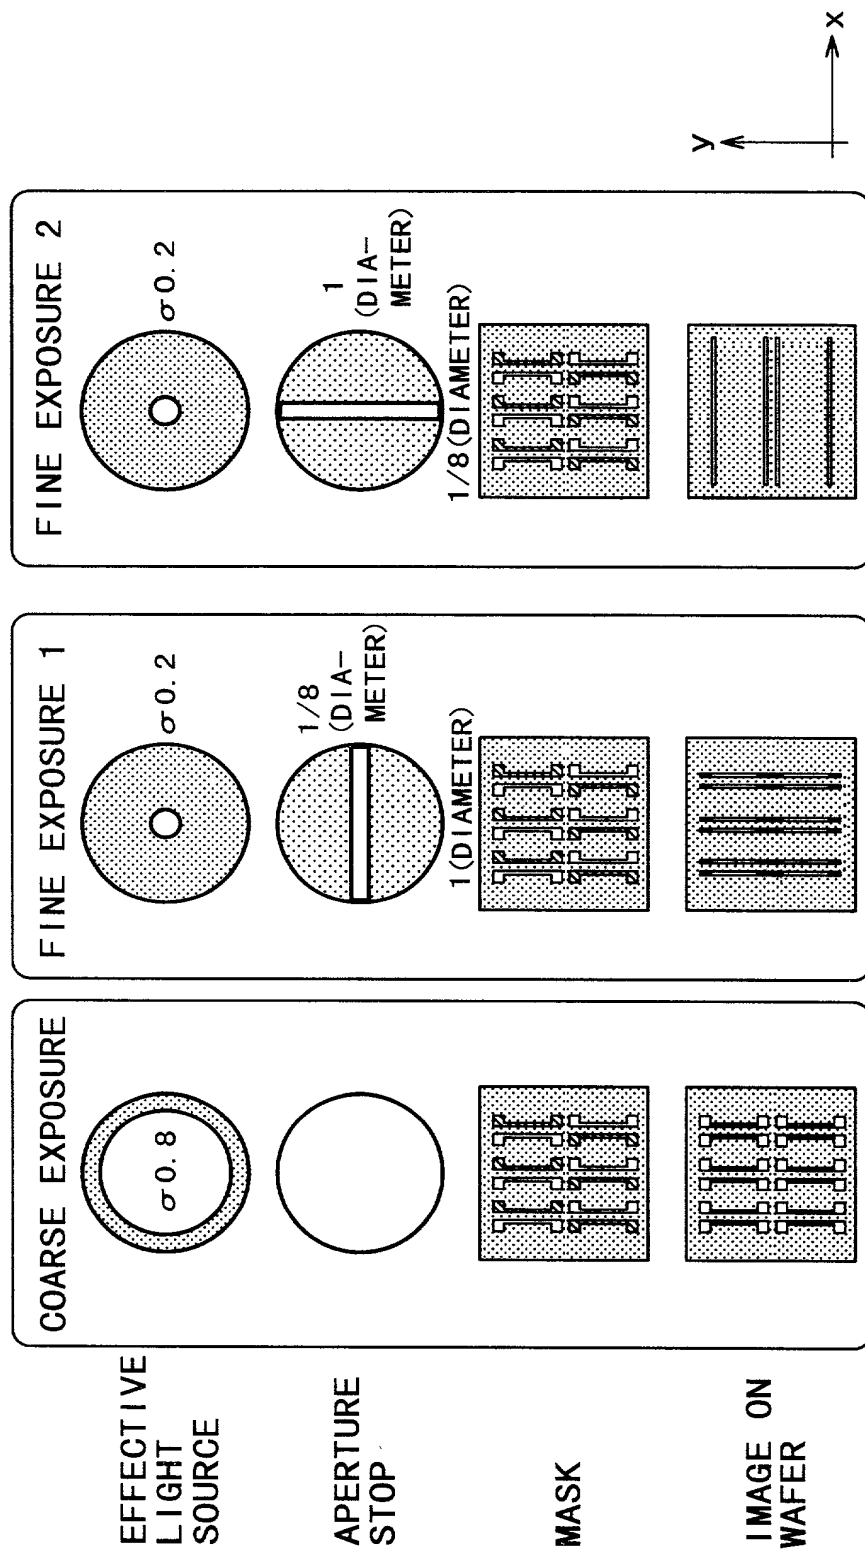 COARSE EXPOSURE
FINE EXPOSURE 1
FINE EXPOSURE 2
EFFECTIVE
LIGHT
SOURCE
σ0.8
σ0.2
σ0.2
APERTURE
STOP
1/8
(DIA-
METER)
1(DIAMETER)
1
(DIA-
METER)
1/8(DIAMETER)
MASK
IMAGE ON
WAFER
y
x